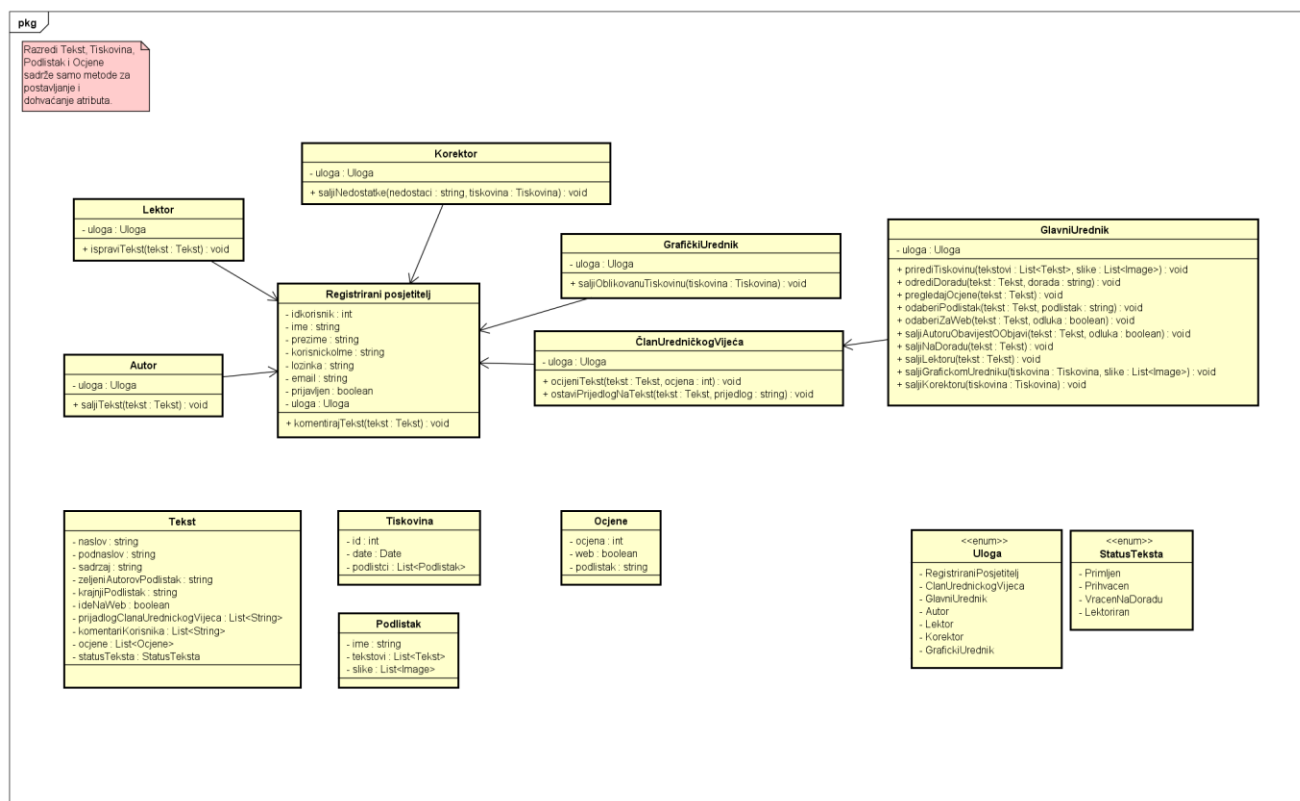 pkg
Razredi Tekst, Tiskovina,
Podlistak i Ocjene
sadrže samo metode za
postavljanje i
dohvaćanje atributa.
Korektor
- uloga : Uloga
+ saljiNedostatke(nedostaci : string, tiskovina : Tiskovina) : void
Lektor
- uloga : Uloga
+ ispraviTekst(tekst : Tekst) : void
GrafičkiUrednik
- uloga : Uloga
+ saljiOblikovanuTiskovinu(tiskovina : Tiskovina) : void
GlavniUrednik
- uloga : Uloga
+ prirediTiskovinu(tekstovi : List<Tekst>, slike : List<Image>) : void
+ odrediDoradu(tekst : Tekst, dorada : string) : void
+ pregledajOcjene(tekst : Tekst) : void
+ odaberiPodlistak(tekst : Tekst, podlistak : string) : void
+ odaberiZaWeb(tekst : Tekst, odluka : boolean) : void
+ saljiAutoruObavijestOObjavi(tekst : Tekst, odluka : boolean) : void
+ saljiNaDoradu(tekst : Tekst) : void
+ saljiLektoru(tekst : Tekst) : void
+ saljiGrafickomUredniku(tiskovina : Tiskovina, slike : List<Image>) : void
+ saljiKorektoru(tiskovina : Tiskovina) : void
Registrirani posjetitelj
- idkorisnik : int
- ime : string
- prezime : string
- korisnickoIme : string
- lozinka : string
- email : string
- prijavljen : boolean
- uloga : Uloga
+ komentirajTekst(tekst : Tekst) : void
ČlanUredničkogVijeća
- uloga : Uloga
+ ocijeniTekst(tekst : Tekst, ocjena : int) : void
+ ostaviPrijedlogNaTekst(tekst : Tekst, prijedlog : string) : void
Autor
- uloga : Uloga
+ saljiTekst(tekst : Tekst) : void
Tekst
- naslov : string
- podnaslov : string
- sadrzaj : string
- zeljeniAutorovPodlistak : string
- krajnjiPodlistak : string
- ideNaWeb : boolean
- prijadlogClanaUrednickogVijeca : List<String>
- komentariKorisnika : List<String>
- ocjene : List<Ocjene>
- statusTeksta : StatusTeksta
Tiskovina
- id : int
- date : Date
- podlistci : List<Podlistak>
Ocjene
- ocjena : int
- web : boolean
- podlistak : string
Podlistak
- ime : string
- tekstovi : List<Tekst>
- slike : List<Image>
<<enum>>
Uloga
- RegistriraniPosjetitelj
- ClanUrednickogVijeca
- GlavniUrednik
- Autor
- Lektor
- Korektor
- GrafickiUrednik
<<enum>>
StatusTeksta
- Primljen
- Prihvacen
- VracenNaDoradu
- Lektoriran